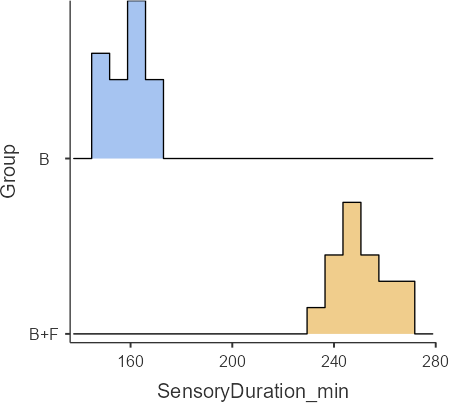 Group
B
B+F
160 200 240 280
SensoryDuration_min